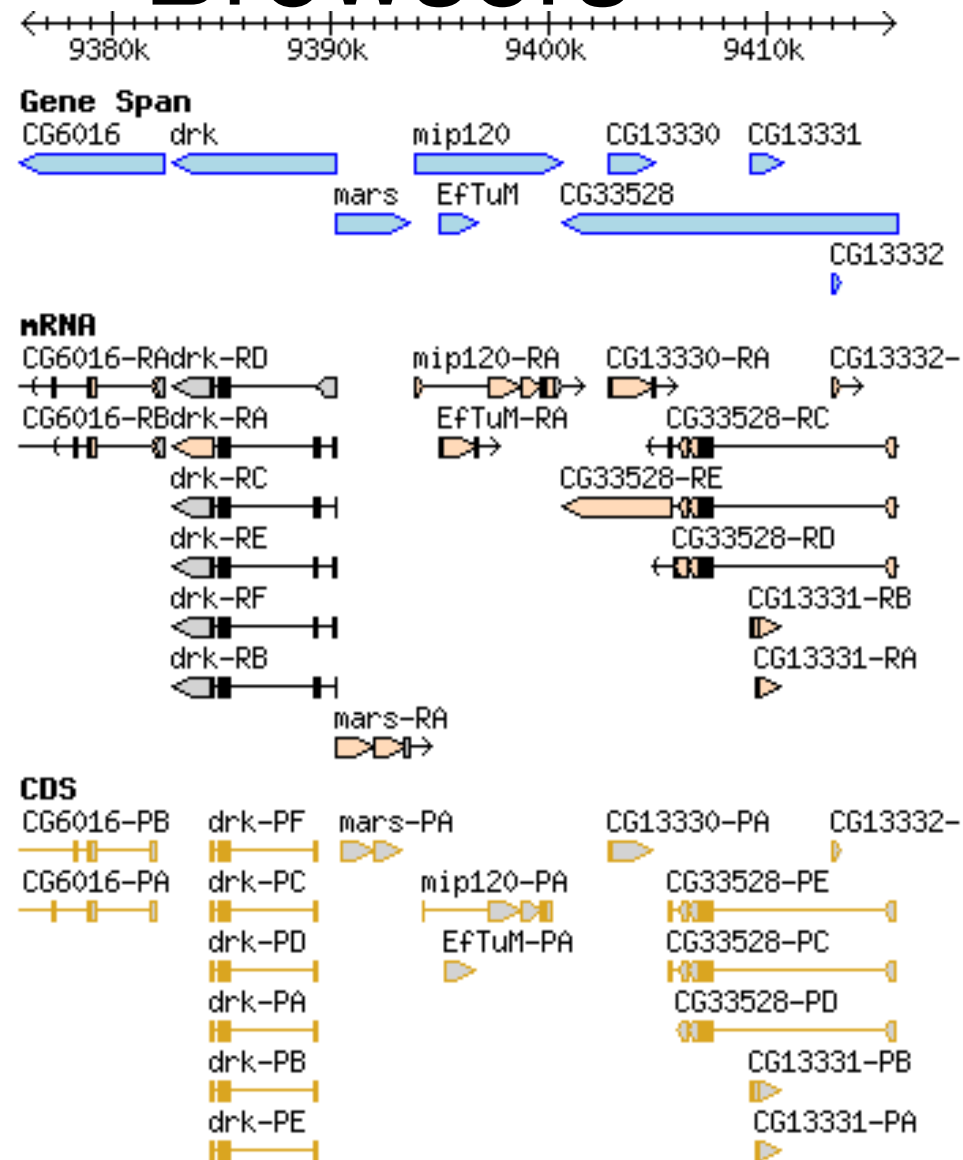 Browsers
9380k 9390k 9400k 9410k
Gene Span
CG6016 drk mip120 CG13330 CG13331
mars EfTuM CG33528
CG13332
mRNA
CG6016-RA drk-RD mip120-RA CG13330-RA CG13332-
CG6016-RB drk-RA EfTuM-RA CG33528-RC
drk-RC CG33528-RE
drk-RE CG33528-RD
drk-RF CG13331-RB
drk-RB CG13331-RA
mars-RA
CDS
CG6016-PB drk-PF mars-PA CG13330-PA CG13332-
CG6016-PA drk-PC mip120-PA CG33528-PE
drk-PD EfTuM-PA CG33528-PC
drk-PA CG33528-PD
drk-PB CG13331-PB
drk-PE CG13331-PA